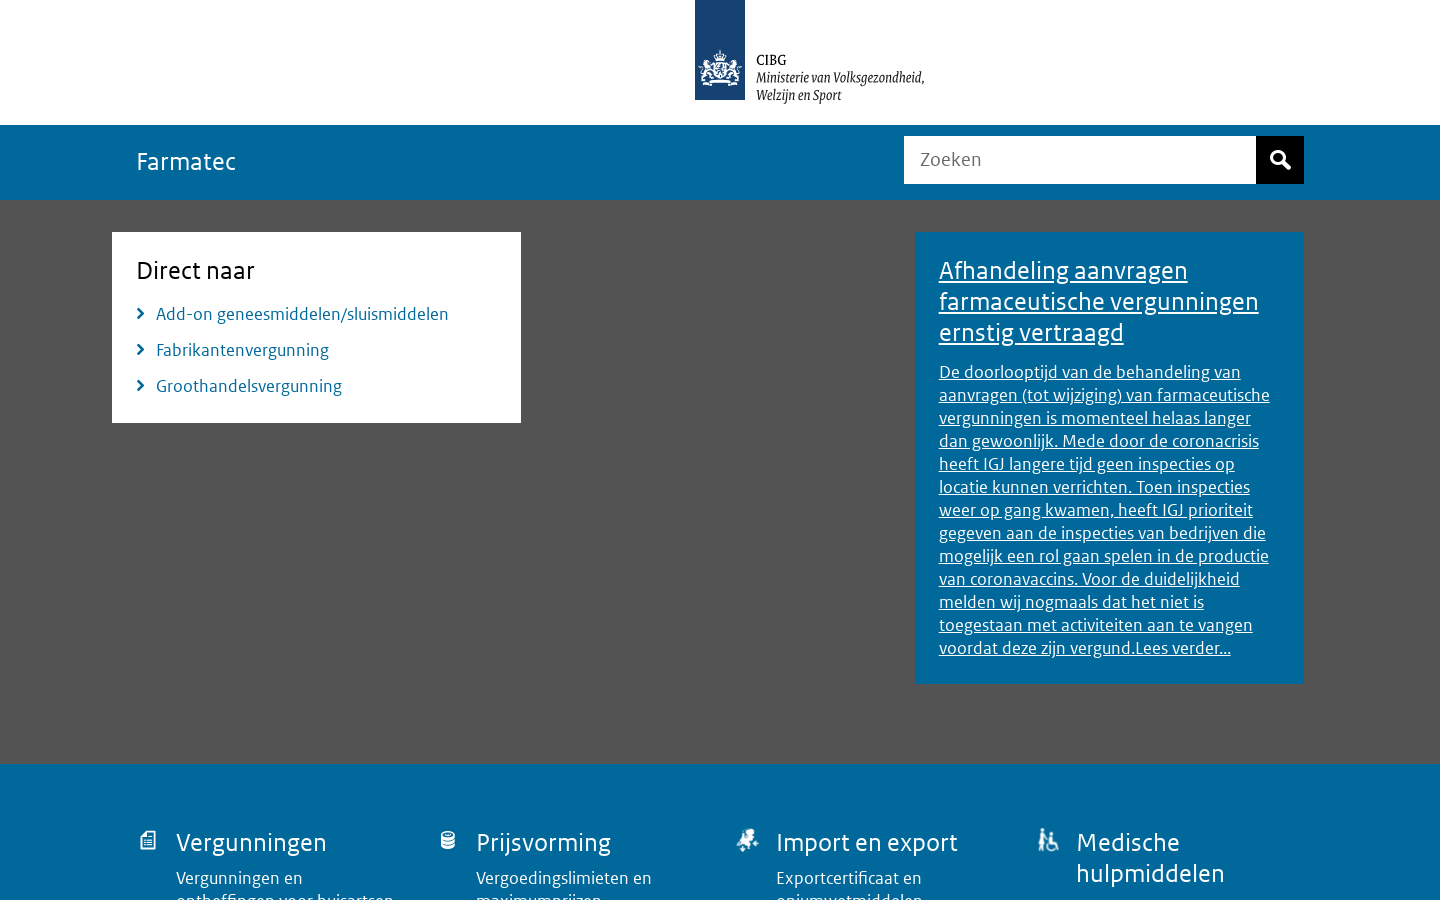 CIBG
Ministerie van Volksgezondheid,
Welzijn en Sport
Farmatec
Zoeken
Direct naar
Add-on geneesmiddelen/sluismiddelen
Fabrikantenvergunning
Groothandelsvergunning
Afhandeling aanvragen
farmaceutische vergunningen
ernstig vertraagd
De doorlooptijd van de behandeling van
aanvragen (tot wijziging) van farmaceutische
vergunningen is momenteel helaas langer
dan gewoonlijk. Mede door de coronacrisis
heeft IGJ langere tijd geen inspecties op
locatie kunnen verrichten. Toen inspecties
weer op gang kwamen, heeft IGJ prioriteit
gegeven aan de inspecties van bedrijven die
mogelijk een rol gaan spelen in de productie
van coronavaccins. Voor de duidelijkheid
melden wij nogmaals dat het niet is
toegestaan met activiteiten aan te vangen
voordat deze zijn vergund.Lees verder...
Vergunningen
Vergunningen en
ontheffingen voor huisartsen
Prijsvorming
Vergoedingslimieten en
maximumprijzen
Import en export
Exportcertificaat en
opiumwetmiddelen
Medische
hulpmiddelen